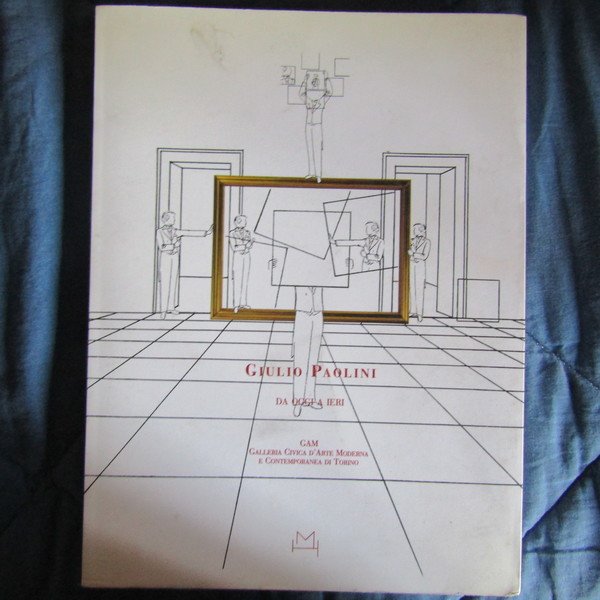 GIULIO PAOLINI
DA OGGI A IERI
GAM
GALLERIA CIVICA D'ARTE MODERNA
E CONTEMPORANEA DI TORINO